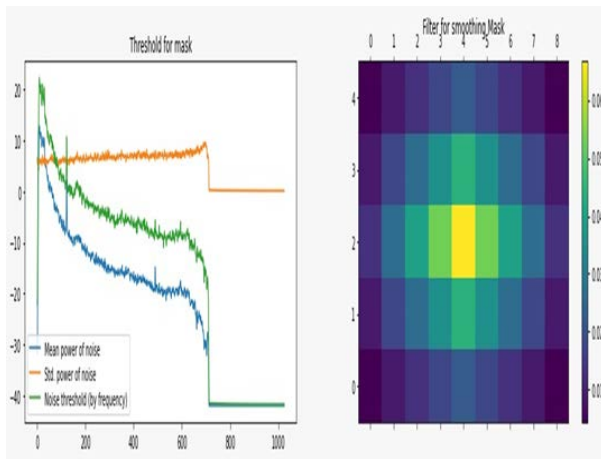 Threshold for mask
20
10
0
−10
−20
−30
−40
Mean power of noise
Std. power of noise
Noise threshold (by frequency)
0 200 400 600 800 1000
Filter for smoothing Mask
0 1 2 3 4 5 6 7 8
4
3
2
1
0